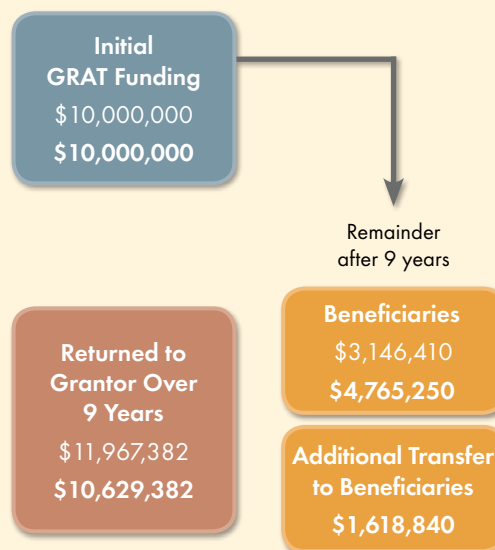 Initial
GRAT Funding
$10,000,000
$10,000,000
Remainder
after 9 years
Beneficiaries
$3,146,410
$4,765,250
Returned to
Grantor Over
9 Years
$11,967,382
$10,629,382
Additional Transfer
to Beneficiaries
$1,618,840